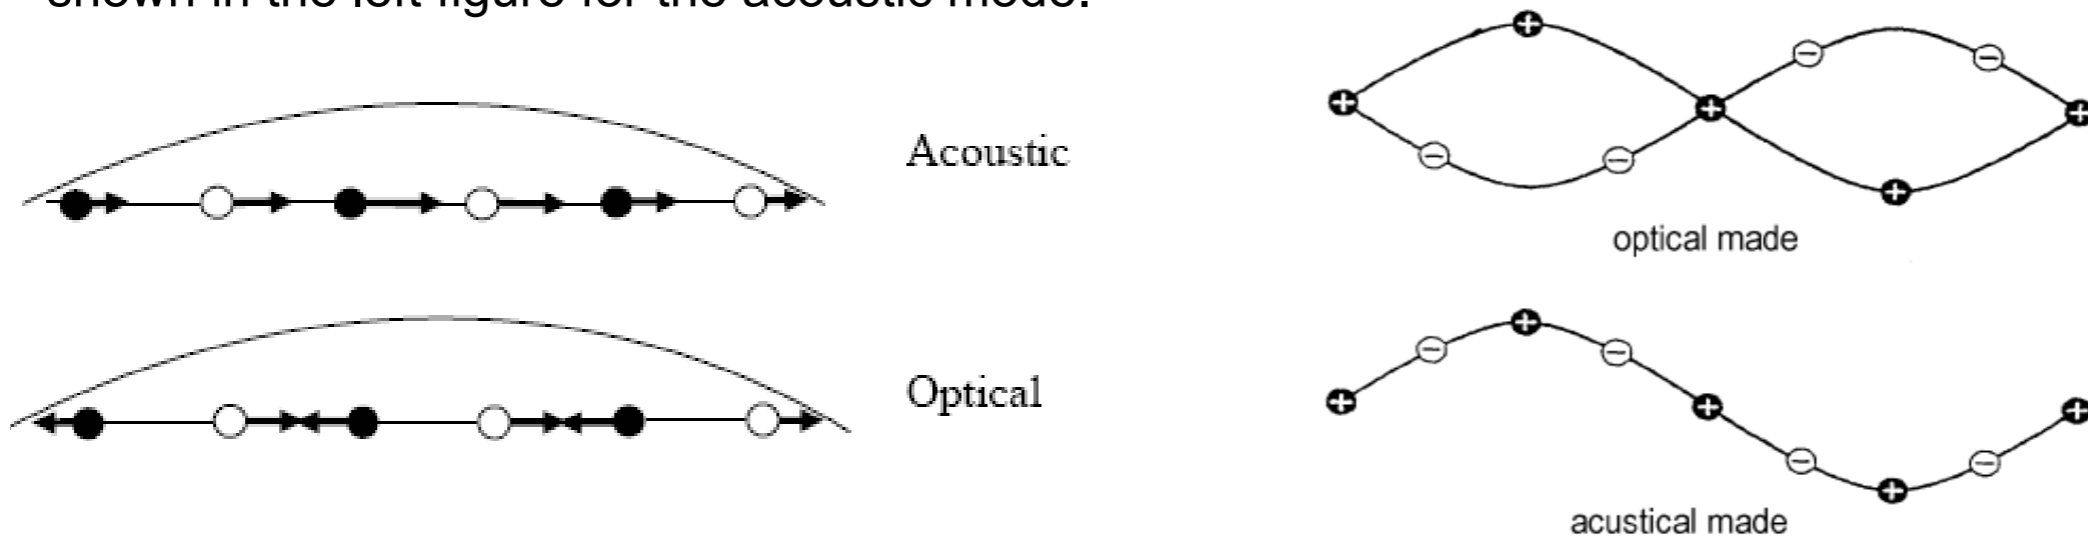 shown in the left figure for the acoustic mode.
Acoustic
optical made
Optical
acustical made